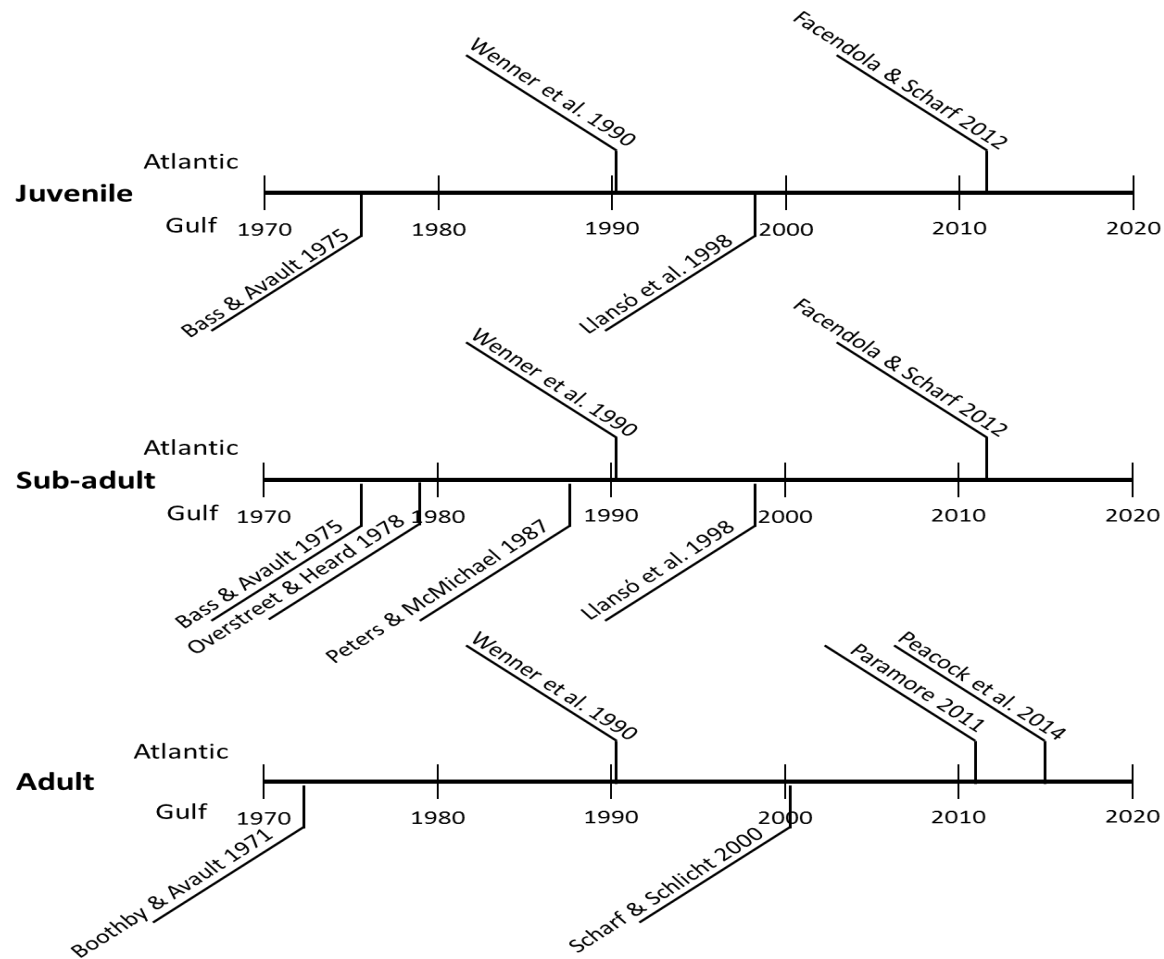 Wenner et al. 1990
Facendola & Scharf 2012
Atlantic
Juvenile
Gulf
1970
1980
1990
2000
2010
2020
Bass & Avault 1975
Llansó et al. 1998
Wenner et al. 1990
Facendola & Scharf 2012
Atlantic
Sub-adult
Gulf
1970
1980
1990
2000
2010
2020
Bass & Avault 1975
Overstreet & Heard 1978
Peters & McMichael 1987
Llansó et al. 1998
Wenner et al. 1990
Paramore 2011
Peacock et al. 2014
Atlantic
Adult
Gulf
1970
1980
1990
2000
2010
2020
Boothby & Avault 1971
Scharf & Schlicht 2000